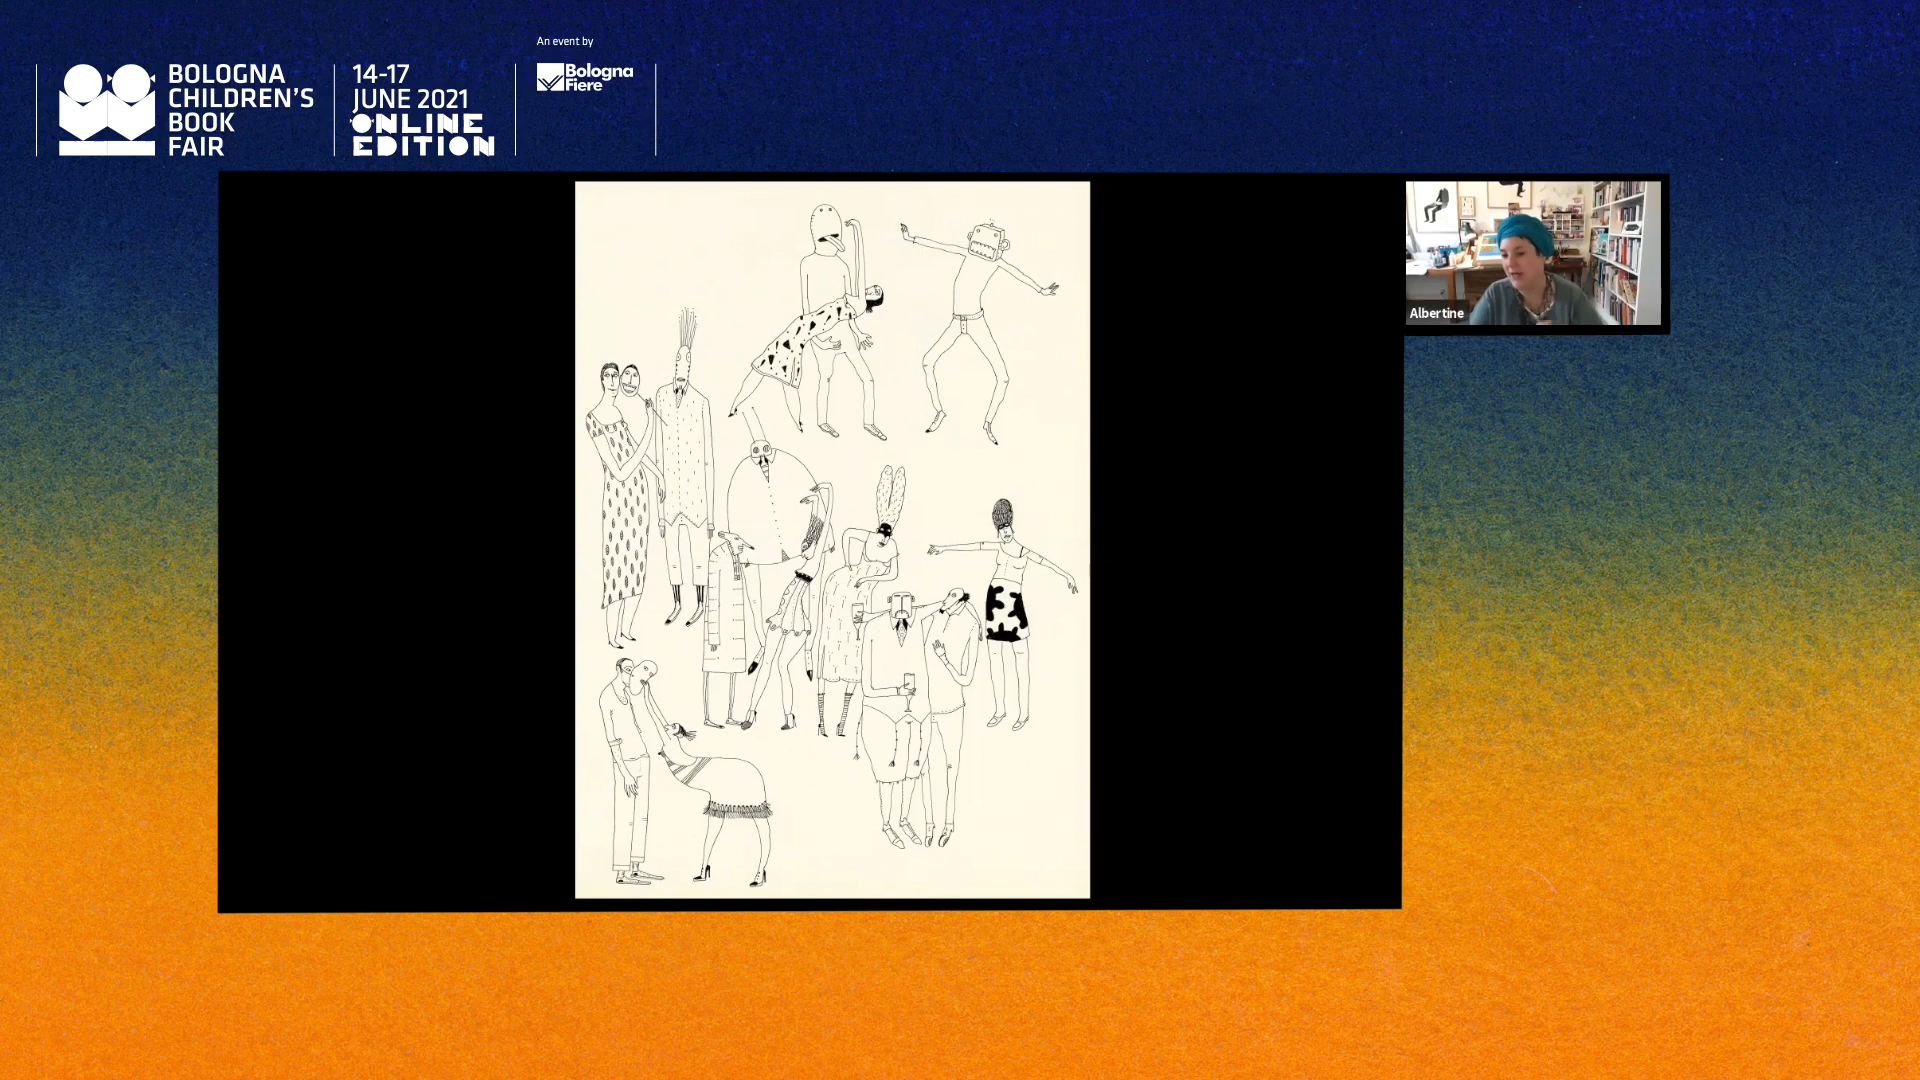 BOLOGNA
CHILDREN'S
BOOK
FAIR
14-17
JUNE 2021
ONLINE
EDITION
An event by
Bologna
Fiere
Albertine